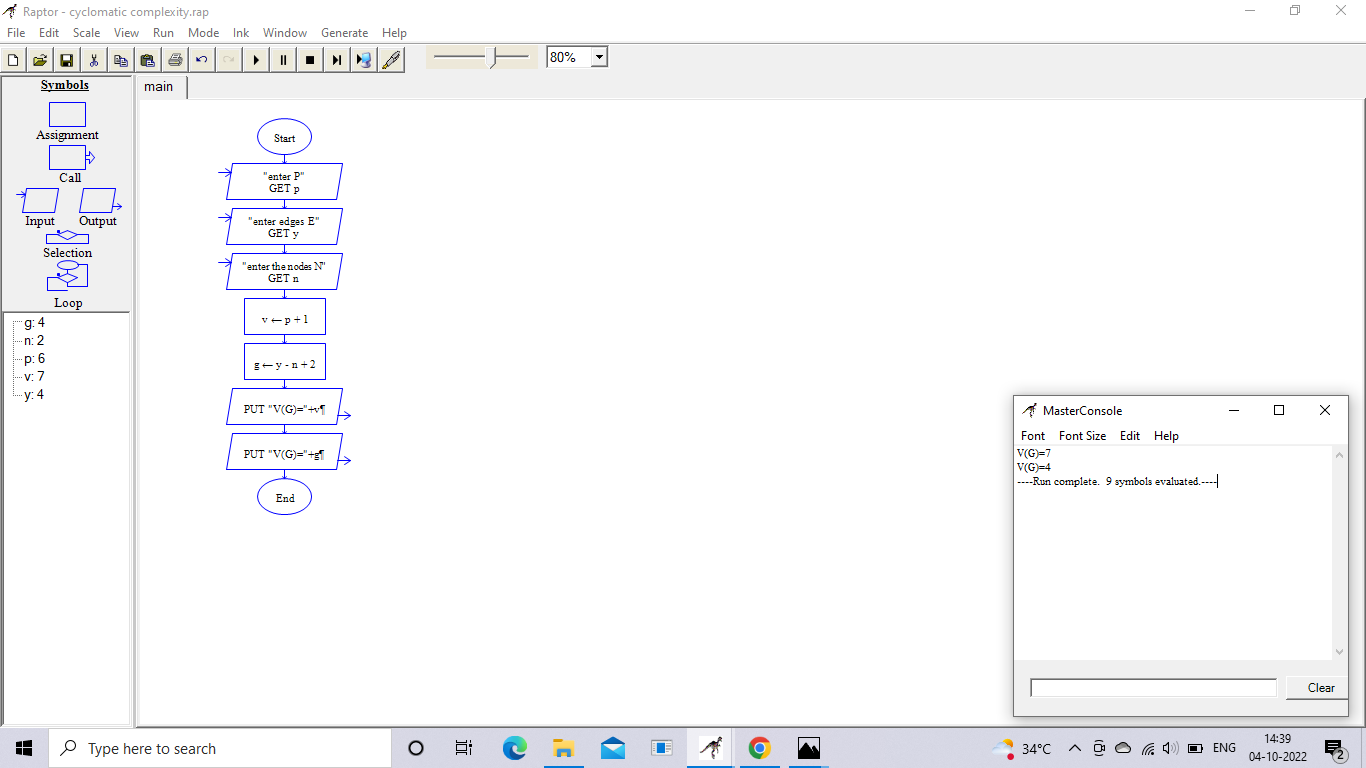 Raptor - cyclomatic complexity.rap
File Edit Scale View Run Mode Ink Window Generate Help
80%
Symbols
Assignment
Call
Input Output
Selection
Loop
g: 4
n: 2
p: 6
v: 7
y: 4
main
Start
"enter P"
GET p
"enter edges E"
GET y
"enter the nodes N"
GET n
v ← p + 1
g ← y - n + 2
PUT "V(G)="+v¶
PUT "V(G)="+g¶
End
MasterConsole
Font Font Size Edit Help
V(G)=7
V(G)=4
----Run complete.  9 symbols evaluated.----
Clear
Type here to search
34°C
ENG
14:39
04-10-2022
2